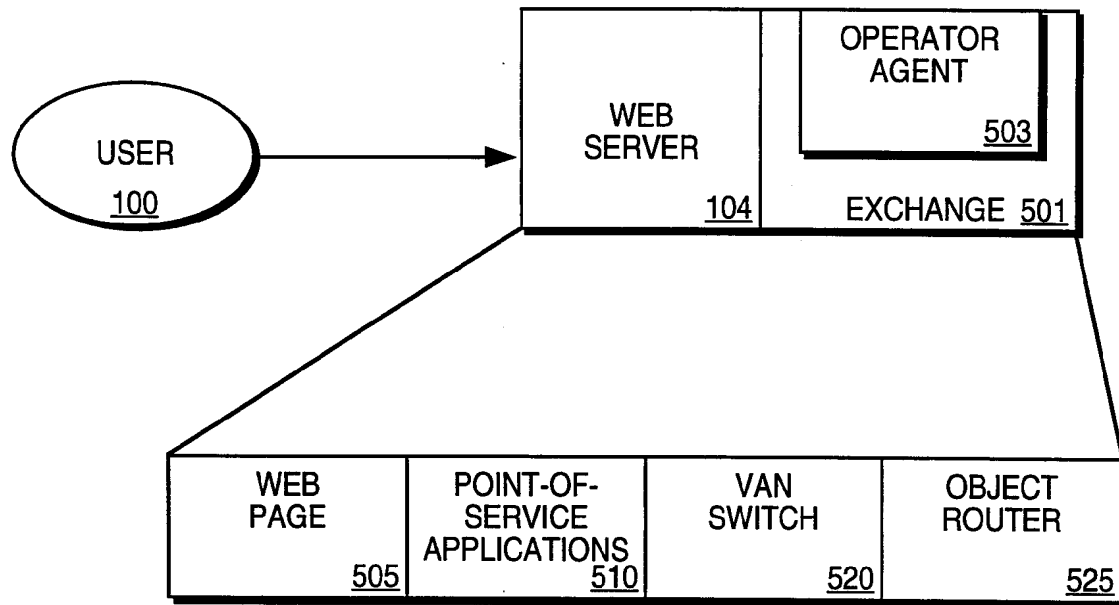 OPERATOR
AGENT
503
WEB
SERVER
104
EXCHANGE 501
USER
100
WEB
PAGE
505
POINT-OF-
SERVICE
APPLICATIONS
510
VAN
SWITCH
520
OBJECT
ROUTER
525